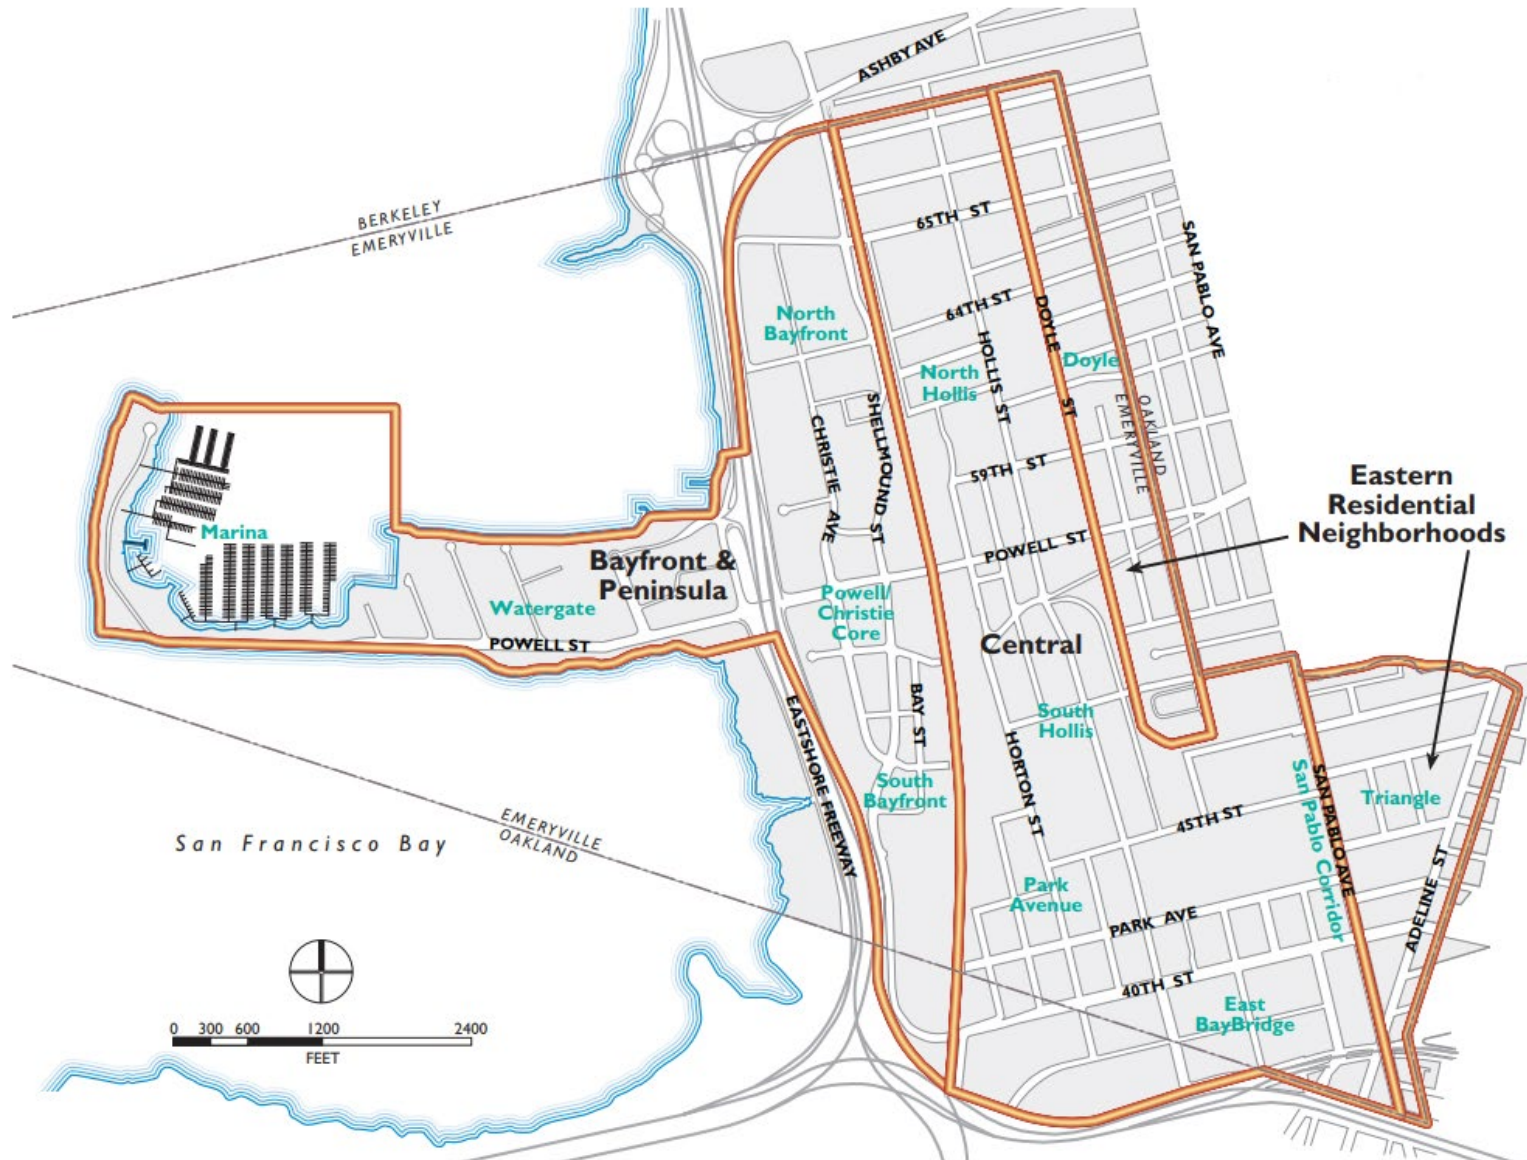 ASHBY AVE
BERKELEY
EMERYVILLE
65TH ST
SAN PABLO AVE
North
Bayfront
64TH ST
DOYLE ST
HOLLIS ST
Doyle
North
Hollis
SHELLMOUND ST
CHRISTIE AVE
OAKLAND
EMERYVILLE
59TH ST
Eastern
Residential
Neighborhoods
Marina
POWELL ST
Bayfront &
Peninsula
Watergate
Powell/
Christie
Core
POWELL ST
Central
BAY ST
South
Hollis
EASTSHORE FREEWAY
HORTON ST
South
Bayfront
San Pablo Corridor
SAN PABLO AVE
Triangle
45TH ST
EMERYVILLE
OAKLAND
San Francisco Bay
Park
Avenue
ADELINE ST
PARK AVE
40TH ST
East
BayBridge
0 300 600 1200 2400
FEET